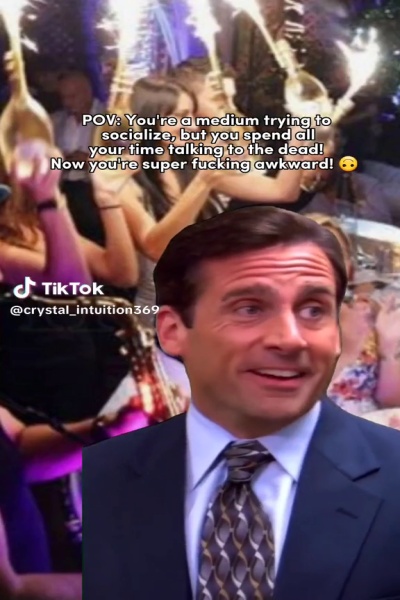 POV: You're a medium trying to
socialize, but you spend all
your time talking to the dead!
Now you're super fucking awkward! 🙃
TikTok
@crystal_intuition369